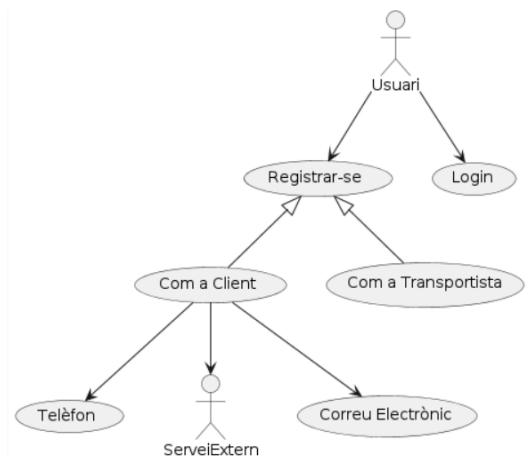 Usuari
Registrar-se
Login
Com a Client
Com a Transportista
Telèfon
ServeiExtern
Correu Electrònic